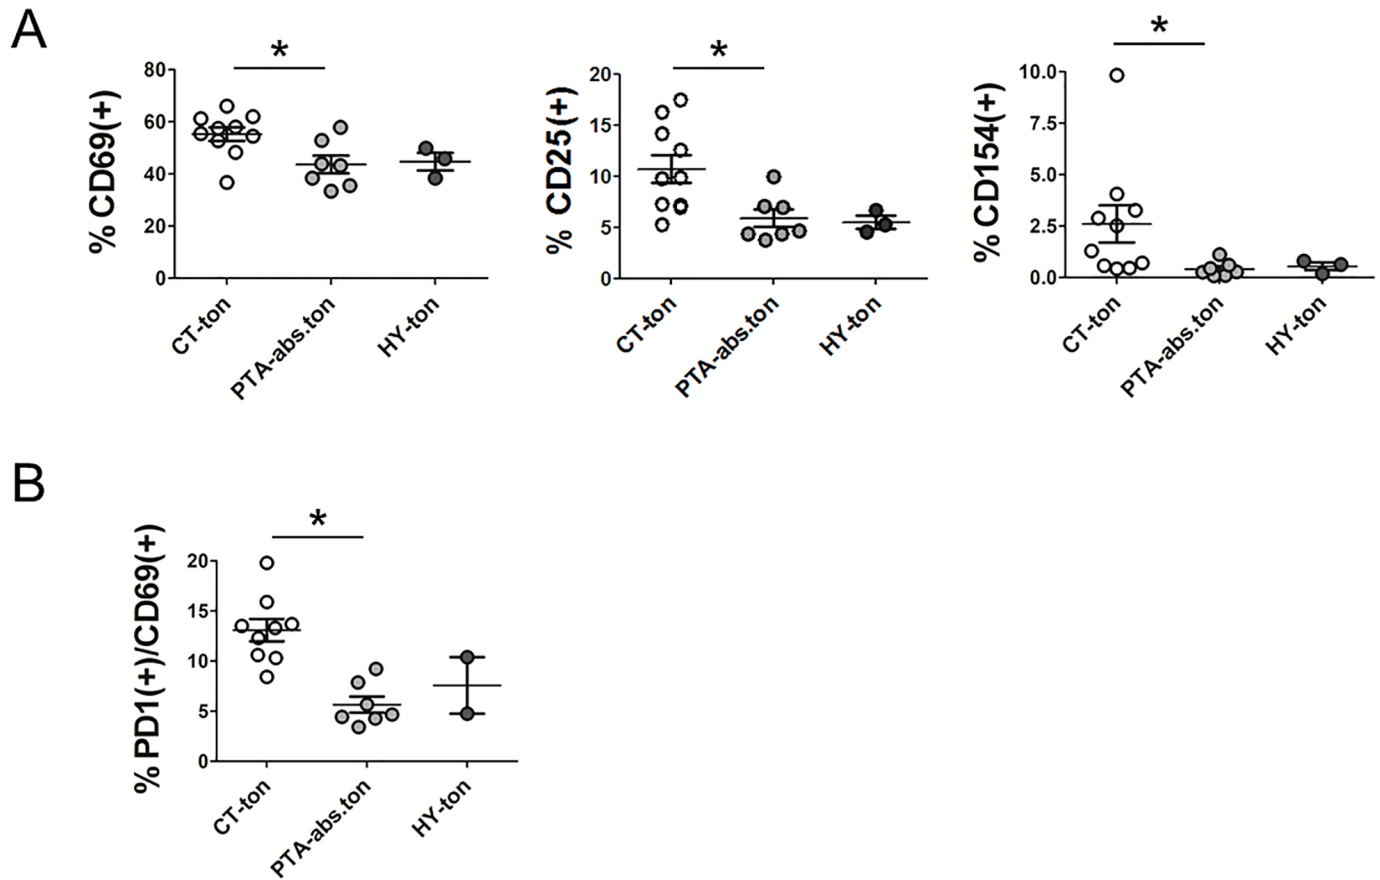 A
*
*
*
% CD69(+)
80
60
40
20
0
CT-ton
PTA-abs.ton
HY-ton
% CD25(+)
20
15
10
5
0
CT-ton
PTA-abs.ton
HY-ton
% CD154(+)
10.0
7.5
5.0
2.5
0.0
CT-ton
PTA-abs.ton
HY-ton
B
*
% PD1(+)/CD69(+)
20
15
10
5
0
CT-ton
PTA-abs.ton
HY-ton